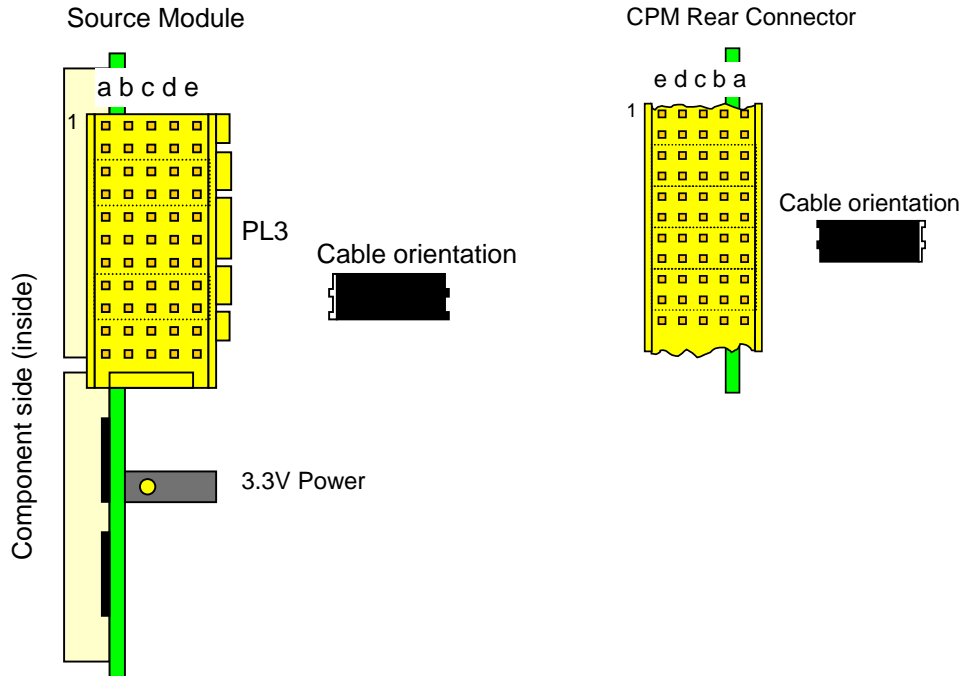 Source Module
a b c d e
1
PL3
Cable orientation
Component side (inside)
3.3V Power
CPM Rear Connector
e d c b a
1
Cable orientation